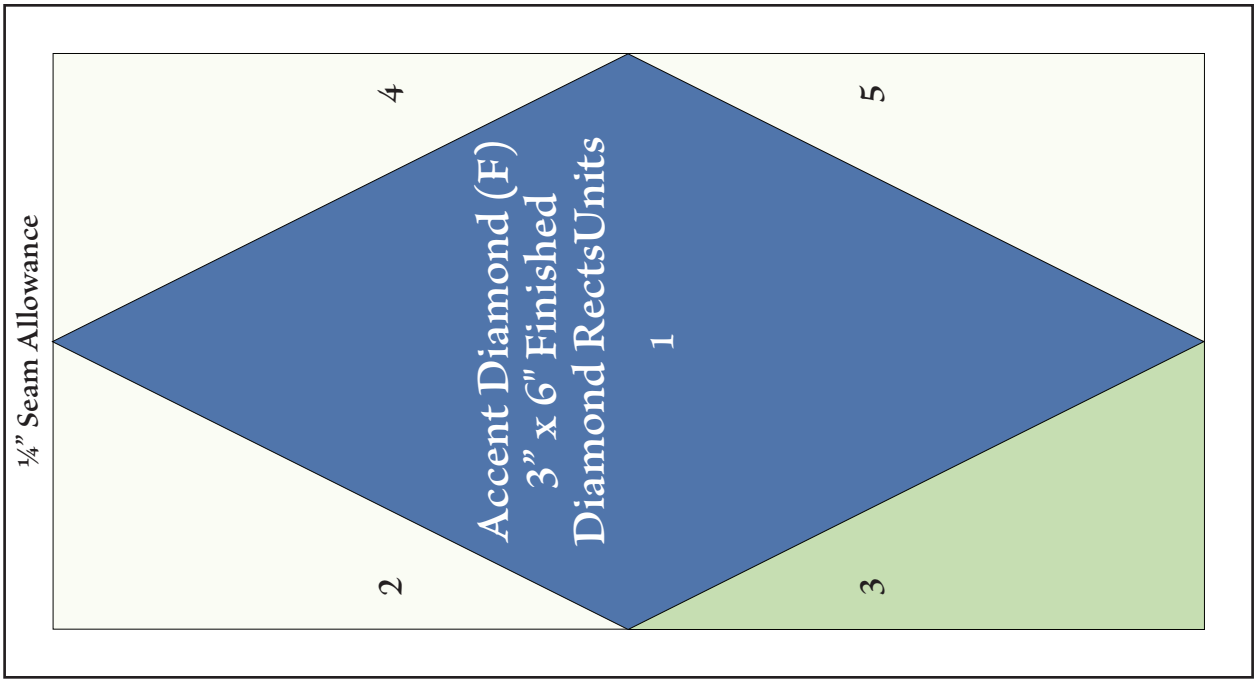 ¼” Seam Allowance
4
5
Accent Diamond (F)
3” x 6" Finished
Diamond RectsUnits
1
2
3